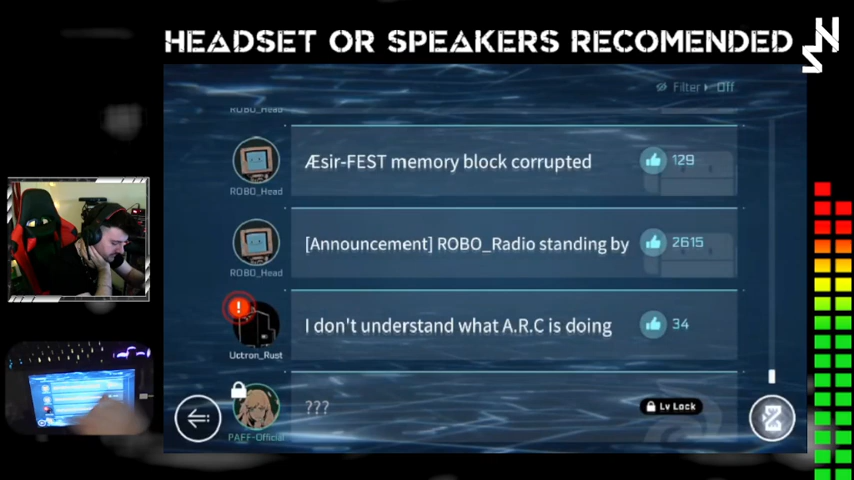 HEADSET OR SPEAKERS RECOMENDED
Filter Off
ROBO_Head
Æsir-FEST memory block corrupted
129
ROBO_Head
[Announcement] ROBO_Radio standing by
2615
ROBO_Head
I don't understand what A.R.C is doing
34
Uctron_Rust
???
Lv Lock
PAFF-Official